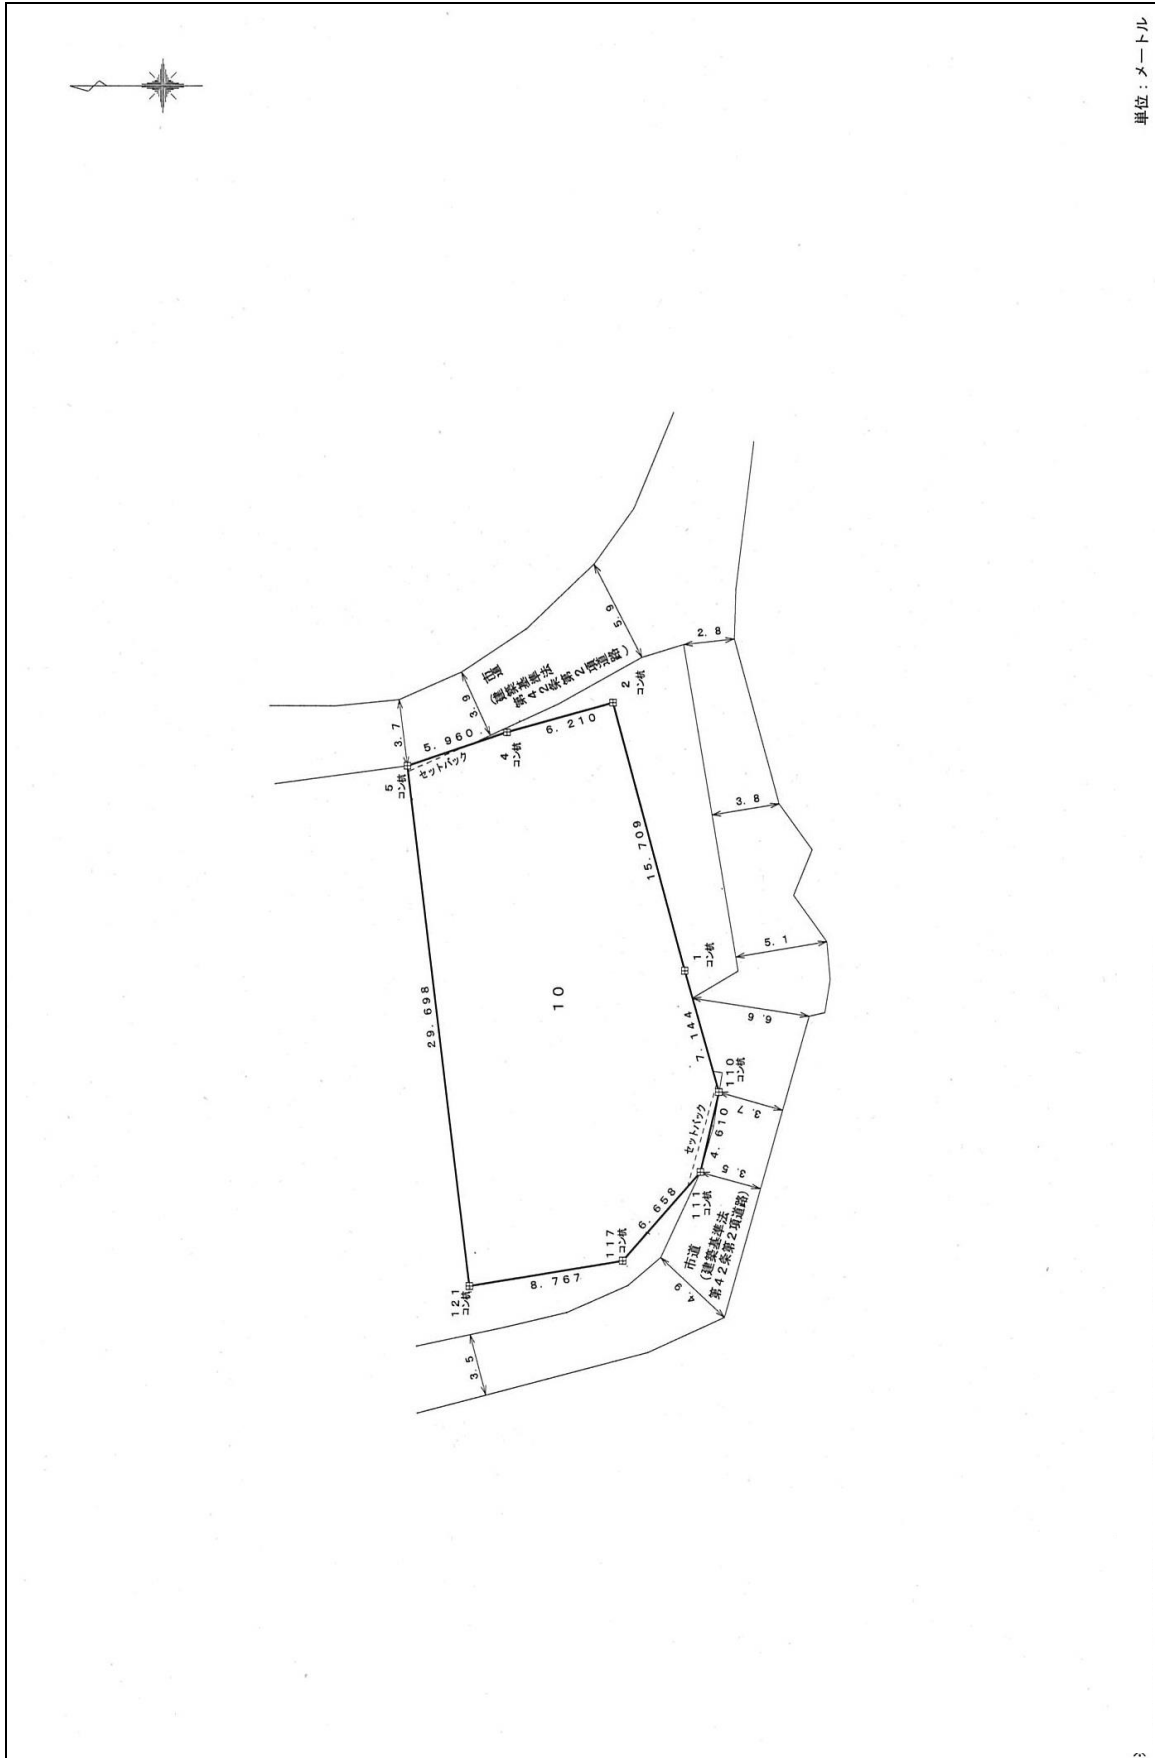 単位：メートル
3.7
5
コン杭
5.960
セットバック
3.9
市道
(建築基準法
第42条第2項道路)
5.9
4
コン杭
6.210
2
コン杭
2.8
29.698
10
15.709
3.8
1
コン杭
5.1
7.144
6.6
110
コン杭
セットバック
4.610
3.7
111
コン杭
3.5
6.658
117
コン杭
市道
(建築基準法
第42条第2項道路)
4.9
8.767
121
コン杭
3.5